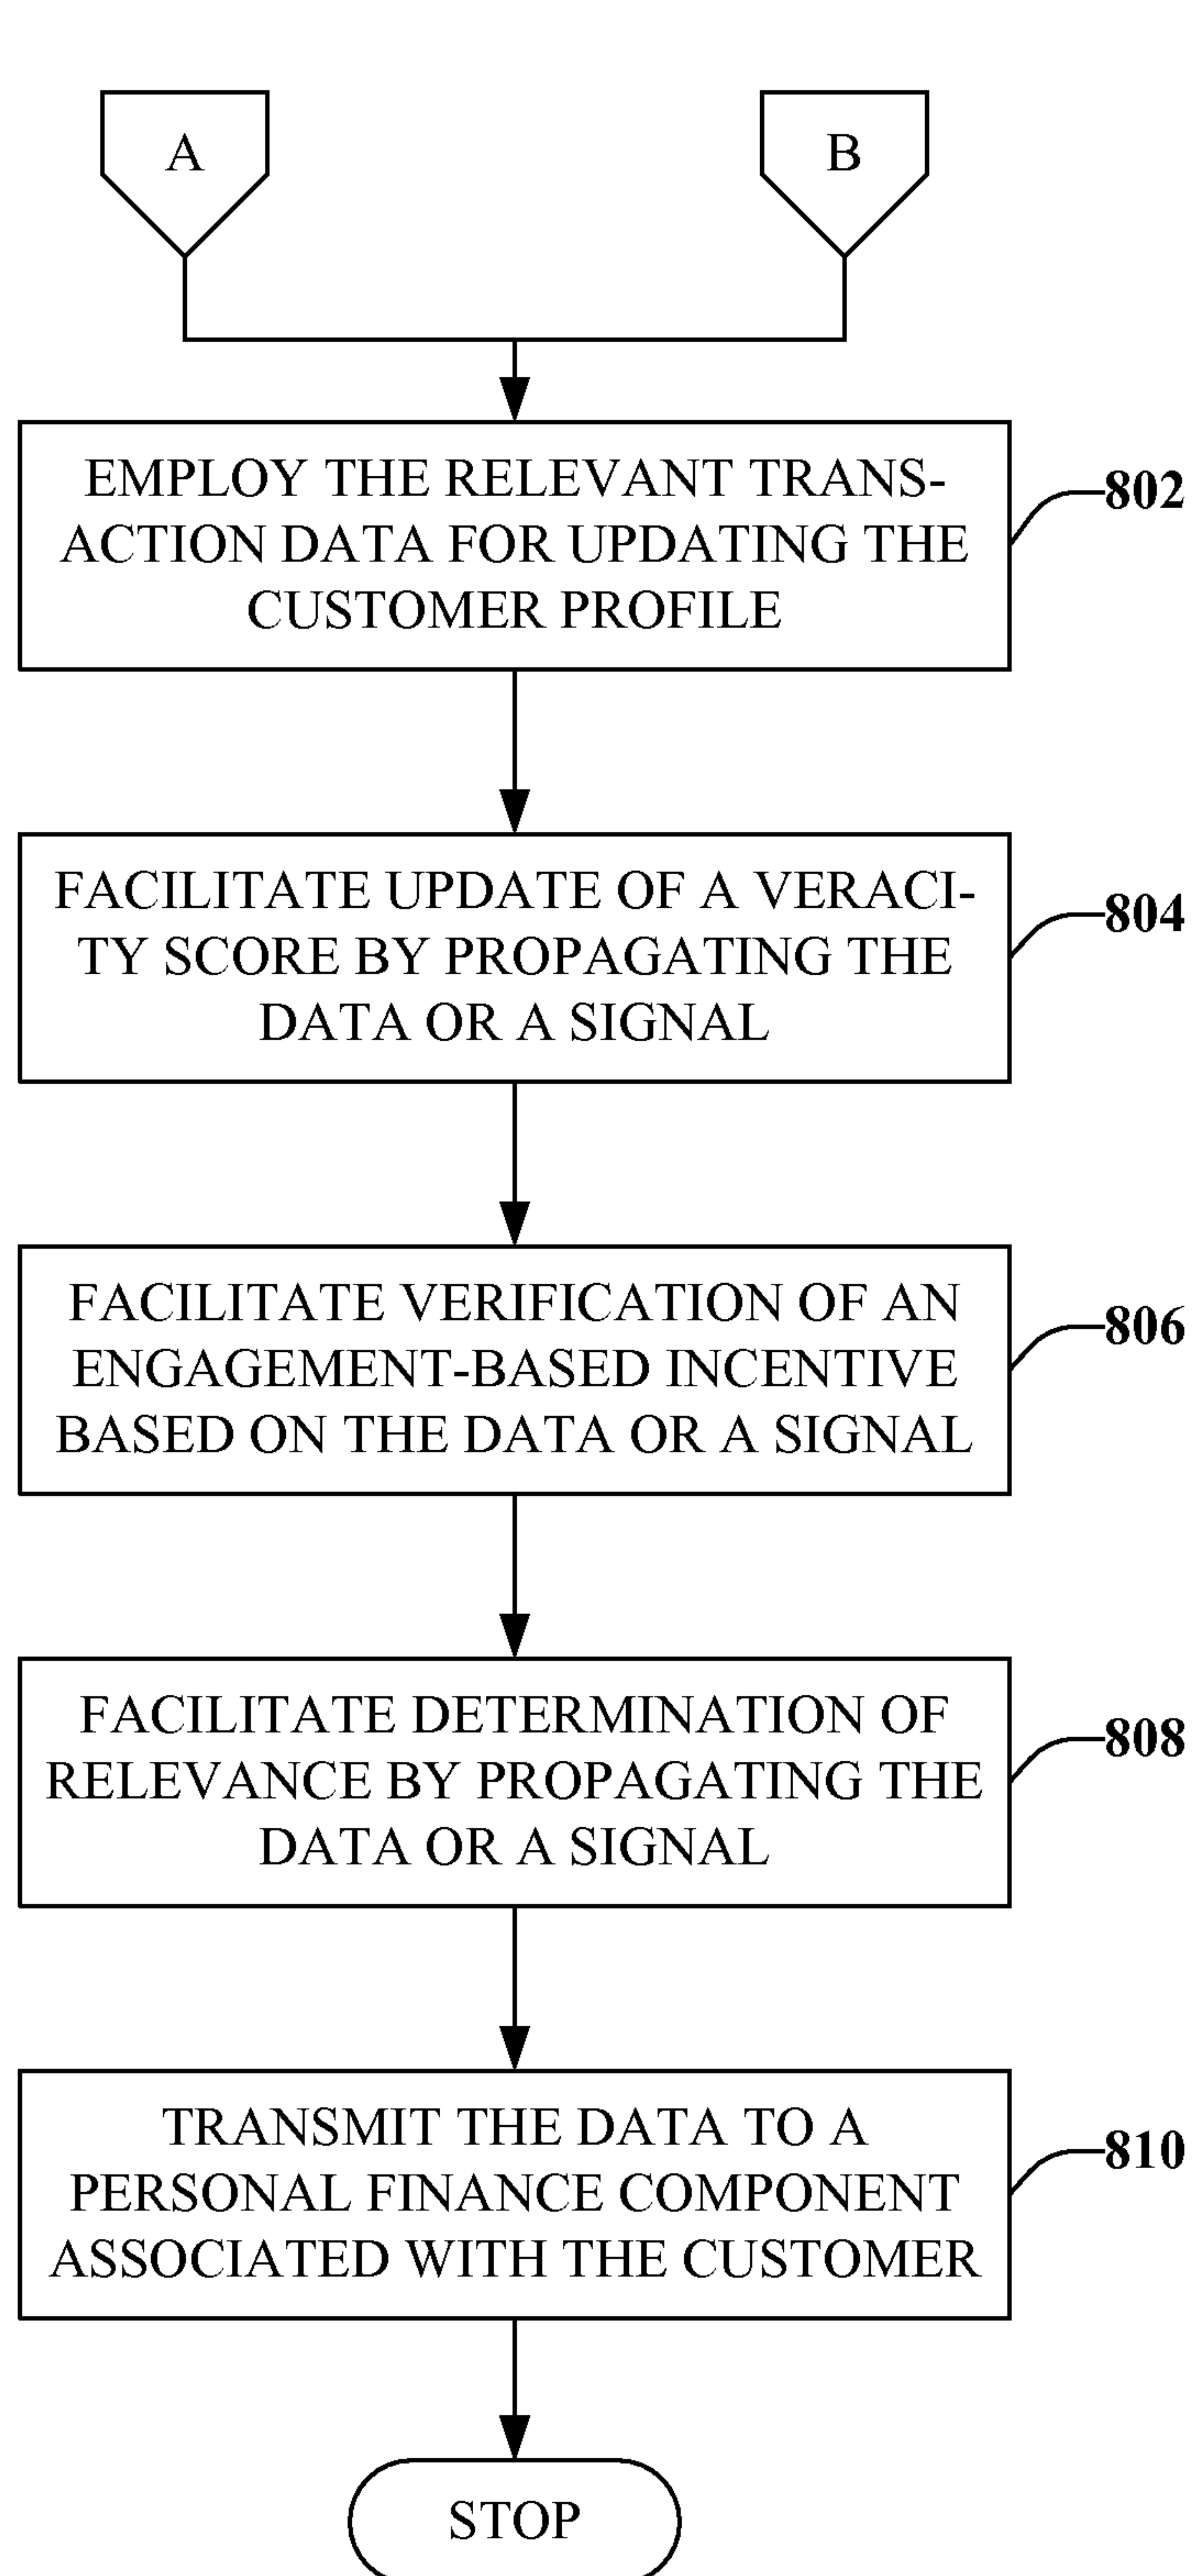 A
B
EMPLOY THE RELEVANT TRANS-
ACTION DATA FOR UPDATING THE
CUSTOMER PROFILE
802
FACILITATE UPDATE OF A VERACI-
TY SCORE BY PROPAGATING THE
DATA OR A SIGNAL
804
FACILITATE VERIFICATION OF AN
ENGAGEMENT-BASED INCENTIVE
BASED ON THE DATA OR A SIGNAL
806
FACILITATE DETERMINATION OF
RELEVANCE BY PROPAGATING THE
DATA OR A SIGNAL
808
TRANSMIT THE DATA TO A
PERSONAL FINANCE COMPONENT
ASSOCIATED WITH THE CUSTOMER
810
STOP